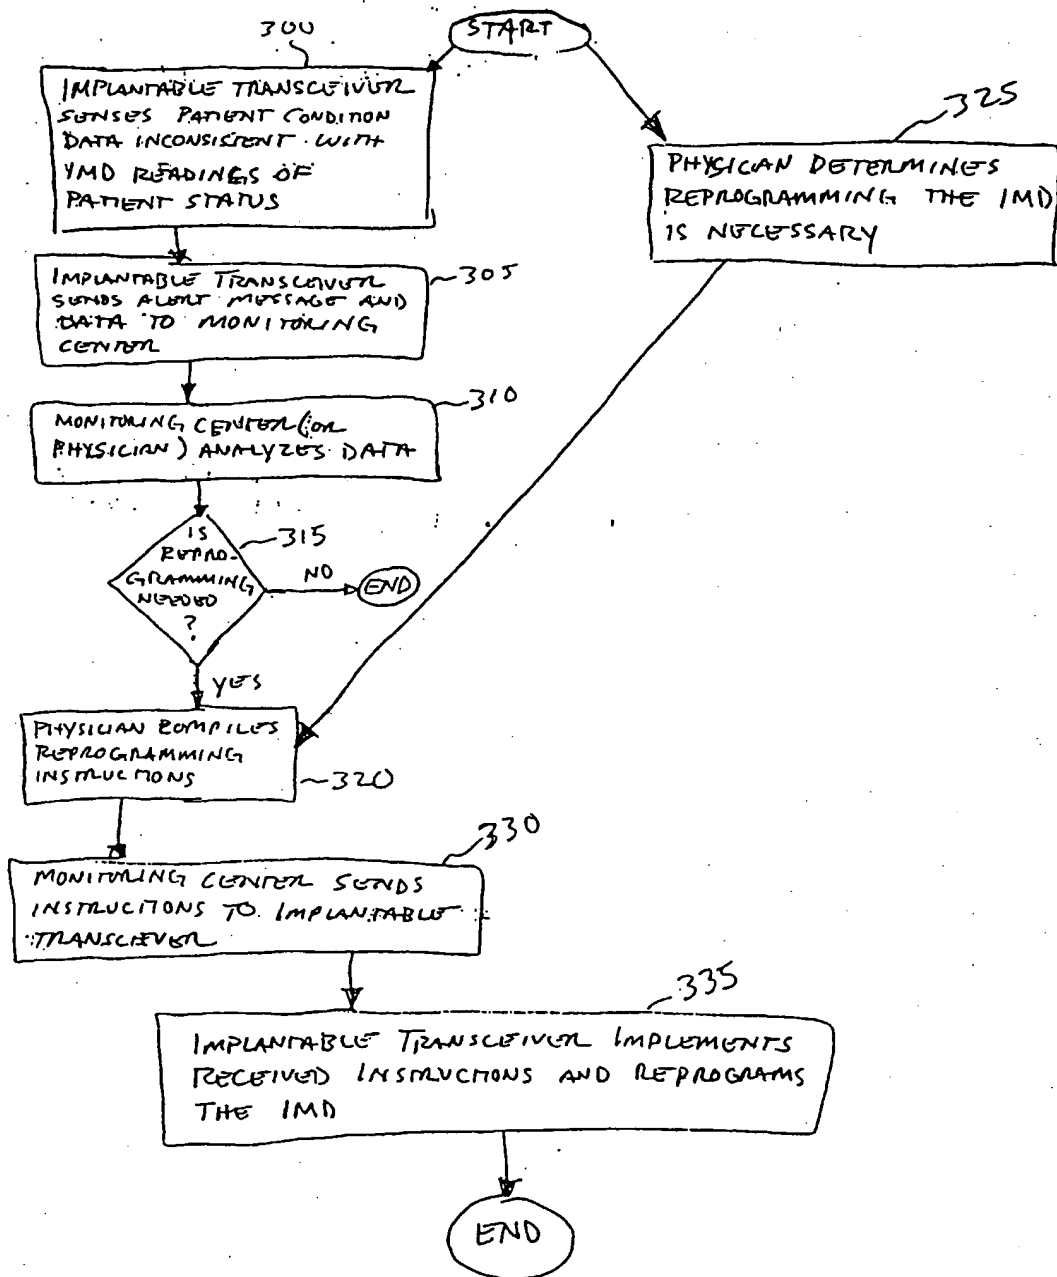 START
300
IMPLANTABLE TRANSCEIVER
SENSES PATIENT CONDITION
DATA INCONSISTENT WITH
IMD READINGS OF
PATIENT STATUS
325
PHYSICAN DETERMINES
REPROGRAMMING THE IMD
IS NECESSARY
IMPLANTABLE TRANSCEIVER
SENDS ALERT MESSAGE AND
DATA TO MONITORING
CENTER
305
310
MONITORING CENTER (OR
PHYSICIAN) ANALYZES DATA
IS
REPRO-
GRAMMING
NEEDED
?
315
NO
END
YES
PHYSICIAN COMPILES
REPROGRAMMING
INSTRUCTIONS
320
330
MONITORING CENTER SENDS
INSTRUCTIONS TO IMPLANTABLE
TRANSCIEVER
335
IMPLANTABLE TRANSCEIVER IMPLEMENTS
RECEIVED INSTRUCTIONS AND REPROGRAMS
THE IMD
END